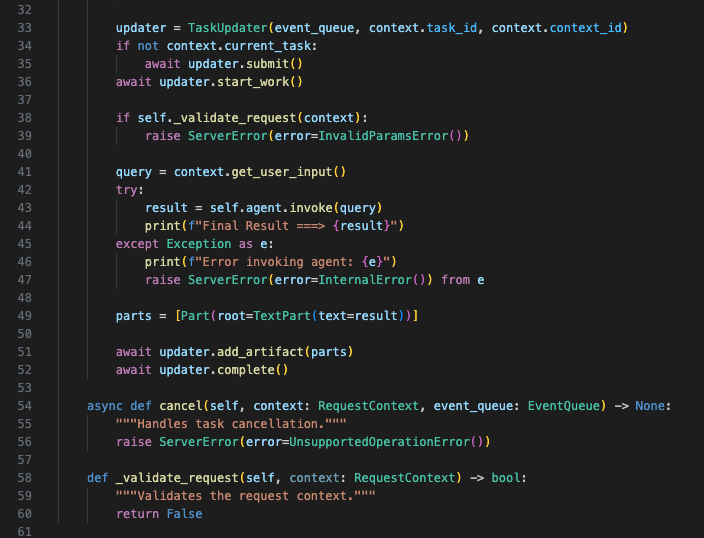 32
33 updater = TaskUpdater(event_queue, context.task_id, context.context_id)
34 if not context.current_task:
35 await updater.submit()
36 await updater.start_work()
37
38 if self._validate_request(context):
39 raise ServerError(error=InvalidParamsError())
40
41 query = context.get_user_input()
42 try:
43 result = self.agent.invoke(query)
44 print(f"Final Result ===> {result}")
45 except Exception as e:
46 print(f"Error invoking agent: {e}")
47 raise ServerError(error=InternalError()) from e
48
49 parts = [Part(root=TextPart(text=result))]
50
51 await updater.add_artifact(parts)
52 await updater.complete()
53
54 async def cancel(self, context: RequestContext, event_queue: EventQueue) -> None:
55 """Handles task cancellation."""
56 raise ServerError(error=UnsupportedOperationError())
57
58 def _validate_request(self, context: RequestContext) -> bool:
59 """Validates the request context."""
60 return False
61